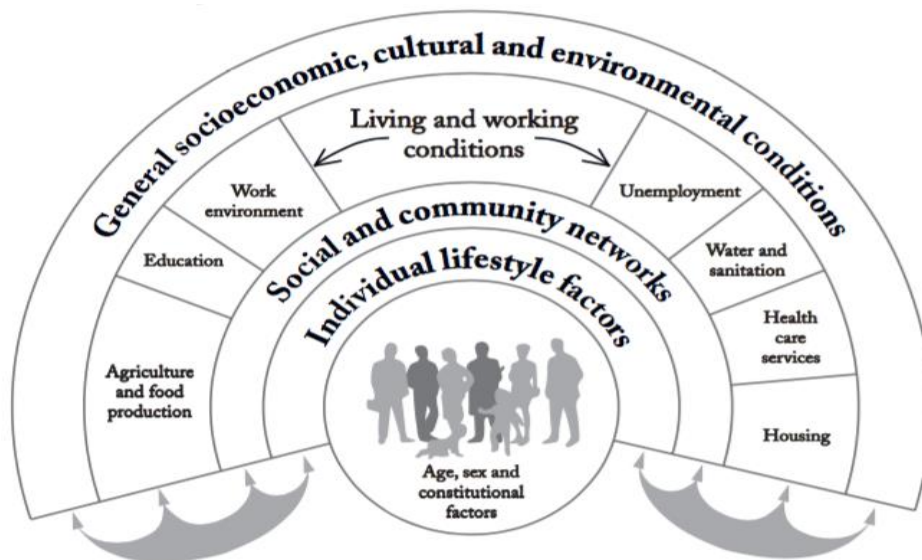 General socioeconomic, cultural and environmental conditions
Living and working
conditions
Work
environment
Unemployment
Education
Water and
sanitation
Agriculture
and food
production
Health
care
services
Housing
Social and community networks
Individual lifestyle factors
Age, sex and
constitutional
factors